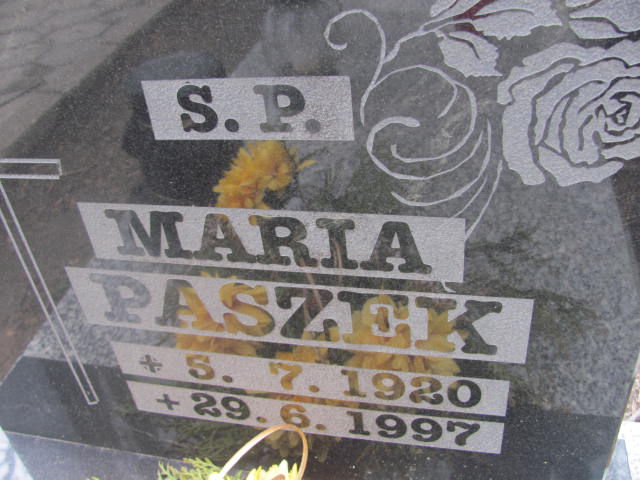 S. P.
MARIA
PASZEK
* 5. 7. 1920
+ 29. 6. 1997